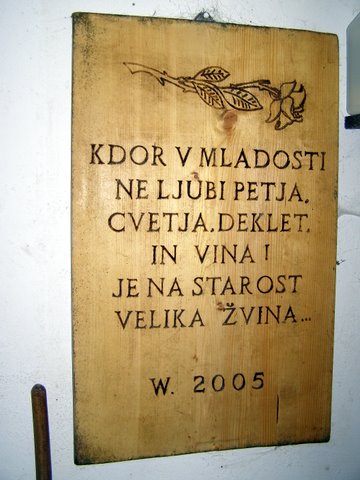 KDOR V MLADOSTI
NE LJUBI PETJA,
CVETJA, DEKLET,
IN VINA!
JE NA STAROST
VELIKA ŽVINA...
W. 2005